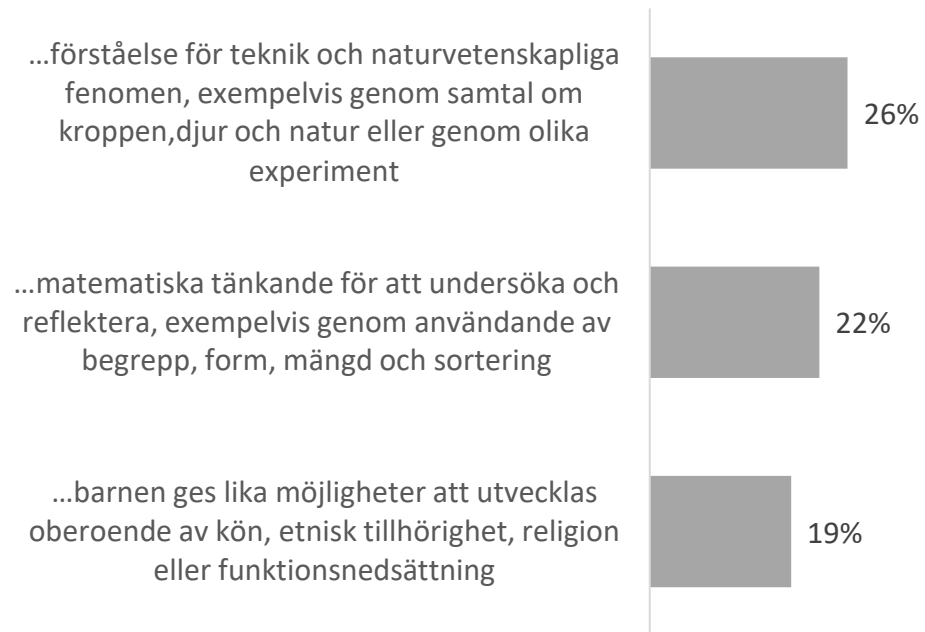 ...förståelse för teknik och naturvetenskapliga
fenomen, exempelvis genom samtal om
kroppen,djur och natur eller genom olika
experiment
26%
...matematiska tänkande för att undersöka och
reflektera, exempelvis genom användande av
begrepp, form, mängd och sortering
22%
...barnen ges lika möjligheter att utvecklas
oberoende av kön, etnisk tillhörighet, religion
eller funktionsnedsättning
19%